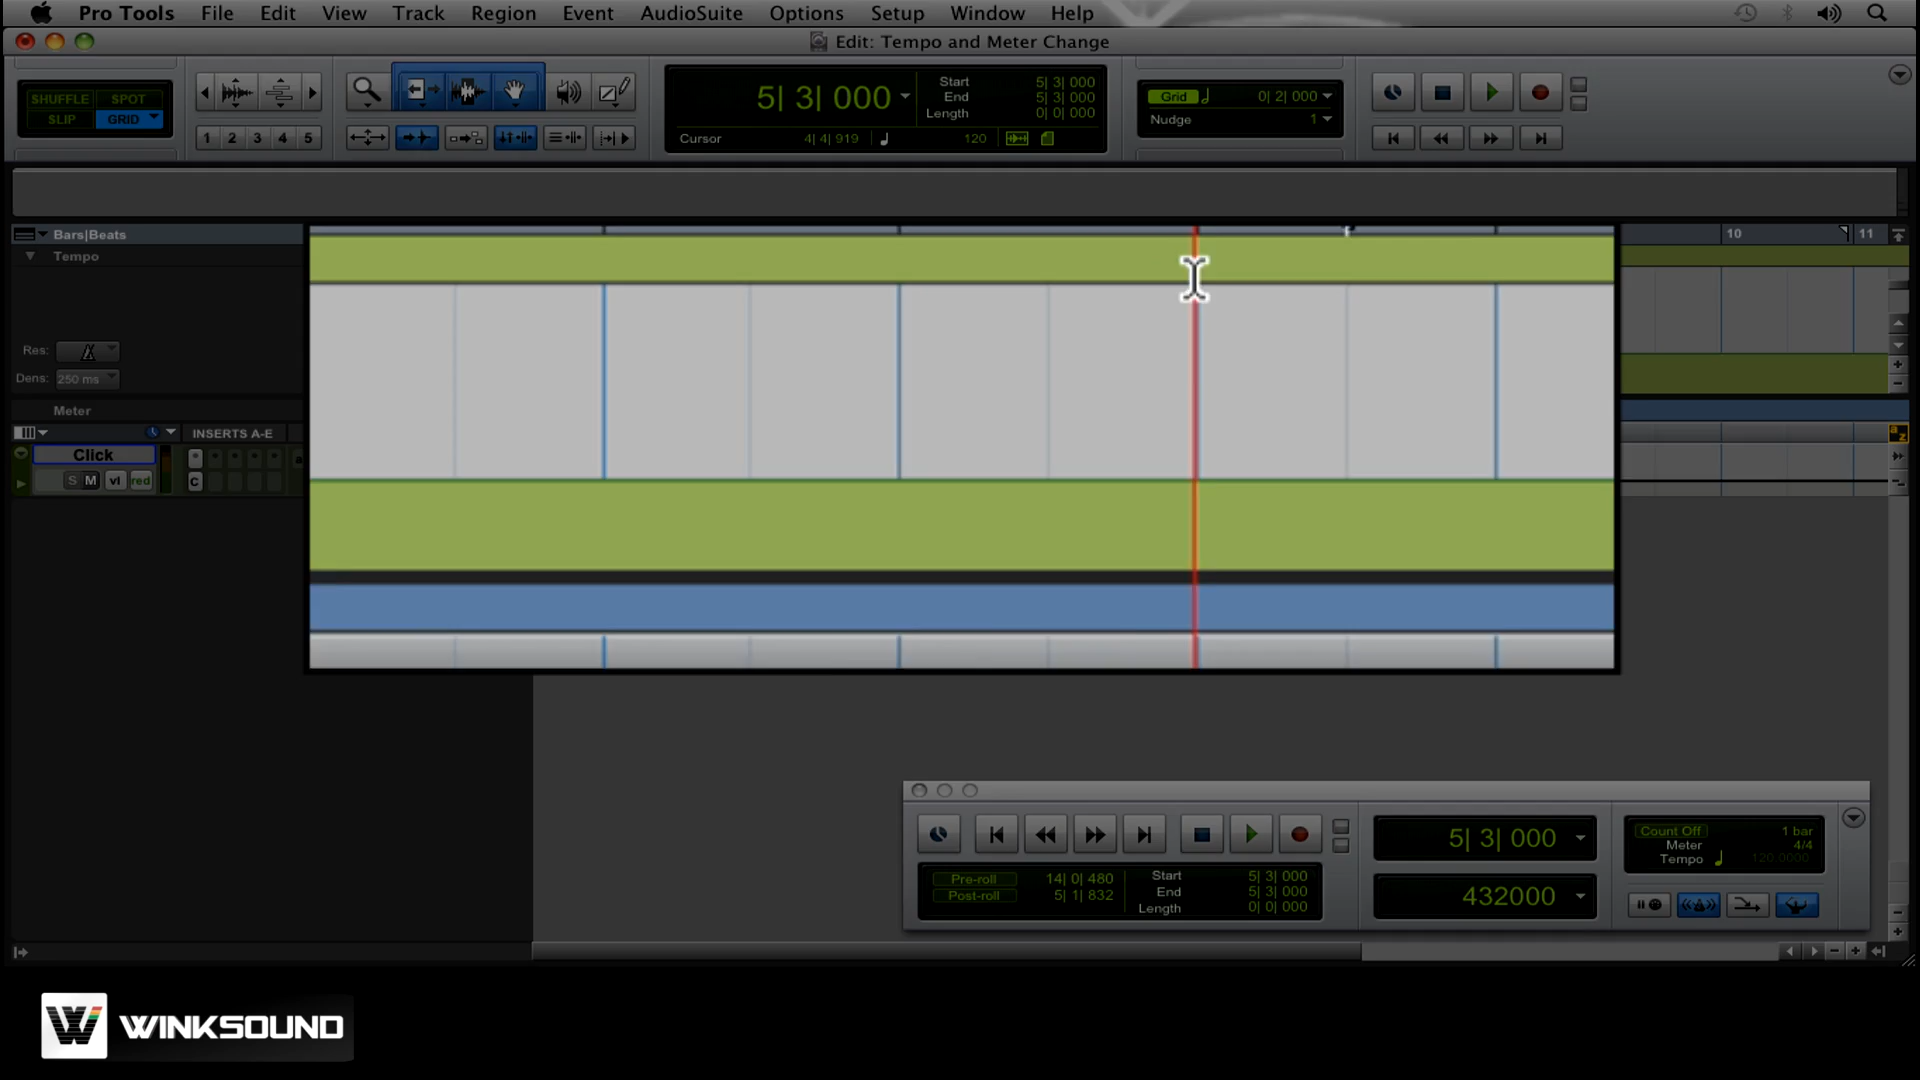 Pro Tools File Edit View Track Region Event AudioSuite Options Setup Window Help
Edit: Tempo and Meter Change
SHUFFLE SPOT
SLIP GRID
1 2 3 4 5
5| 3| 000
Start 5| 3| 000
End 5| 3| 000
Length 0| 0| 000
Cursor 4| 4| 919 120
Grid 0| 2| 000
Nudge 1
Bars|Beats
10 11
Tempo
Res:
Dens: 250 ms
Meter
INSERTS A-E
Click
S M vl red
C
a z
5| 3| 000
432000
Pre-roll 14| 0| 480
Post-roll 5| 1| 832
Start 5| 3| 000
End 5| 3| 000
Length 0| 0| 000
Count Off 1 bar
Meter 4/4
Tempo 120.0000
W WINKSOUND